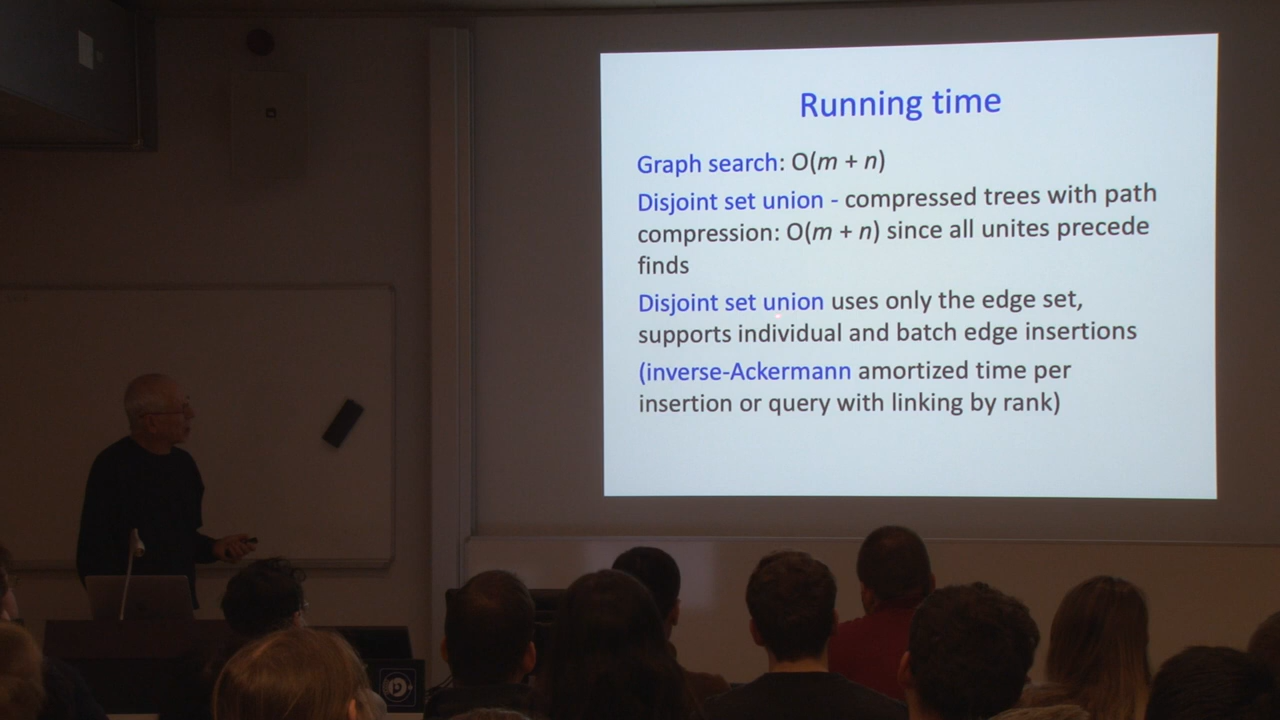 Running time
Graph search: O(m + n)
Disjoint set union - compressed trees with path
compression: O(m + n) since all unites precede
finds
Disjoint set union uses only the edge set,
supports individual and batch edge insertions
(inverse-Ackermann amortized time per
insertion or query with linking by rank)